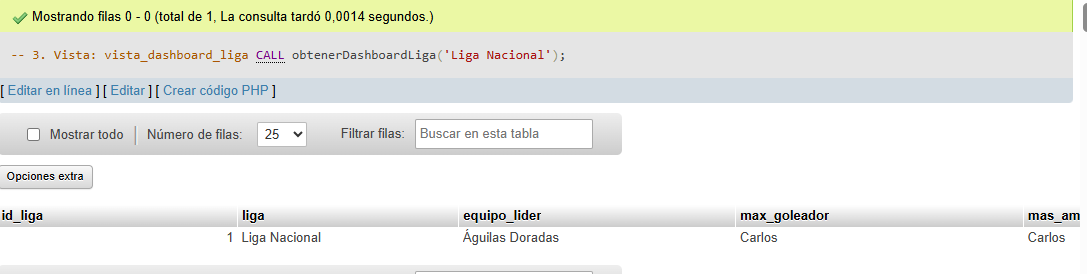 Mostrando filas 0 - 0 (total de 1, La consulta tardó 0,0014 segundos.)
-- 3. Vista: vista_dashboard_liga CALL obtenerDashboardLiga('Liga Nacional');
[ Editar en línea ] [ Editar ] [ Crear código PHP ]
Mostrar todo | Número de filas: 25 Filtrar filas: Buscar en esta tabla
Opciones extra
id_liga liga equipo_lider max_goleador mas_am
1 Liga Nacional Águilas Doradas Carlos Carlos